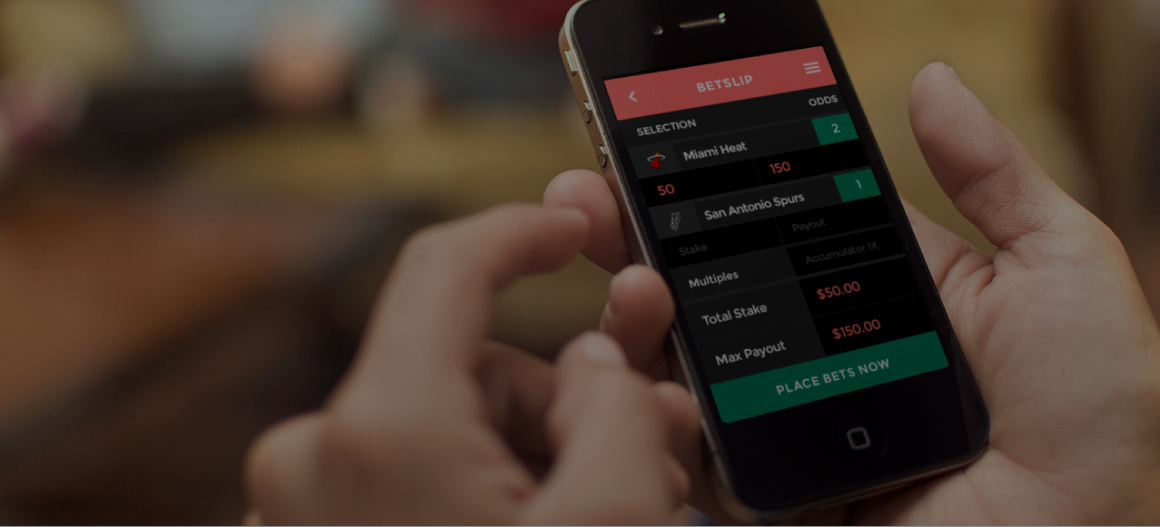 BETSLIP
SELECTION ODDS
Miami Heat 2
50 150
San Antonio Spurs 1
Stake Payout
Multiples Accumulator 1X
Total Stake $50.00
Max Payout $150.00
PLACE BETS NOW